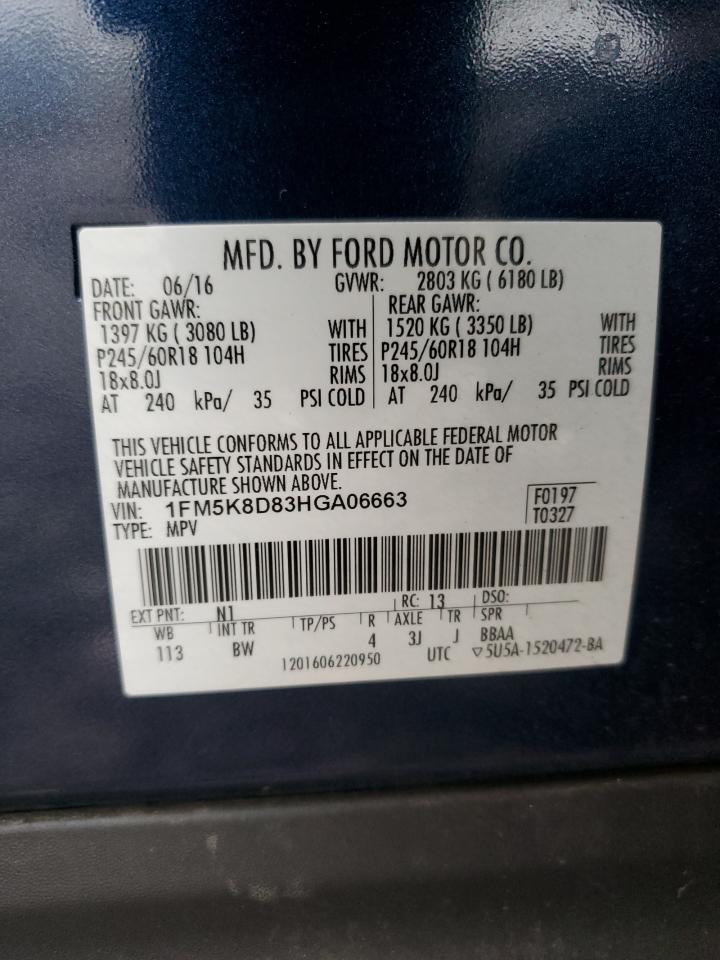 MFD. BY FORD MOTOR CO.
DATE: 06/16 GVWR: 2803 KG ( 6180 LB)
FRONT GAWR: REAR GAWR:
1397 KG ( 3080 LB) WITH 1520 KG ( 3350 LB) WITH
P245/60R18 104H TIRES P245/60R18 104H TIRES
18x8.0J RIMS 18x8.0J RIMS
AT 240 kPa/ 35 PSI COLD AT 240 kPa/ 35 PSI COLD
THIS VEHICLE CONFORMS TO ALL APPLICABLE FEDERAL MOTOR
VEHICLE SAFETY STANDARDS IN EFFECT ON THE DATE OF
MANUFACTURE SHOWN ABOVE.
VIN: 1FM5K8D83HGA06663 F0197
TYPE: MPV T0327
EXT PNT: N1 RC: 13 DSO:
WB INT TR TP/PS R AXLE TR SPR
113 BW 4 3J J BBAA
1201606220950 UTC ▽5U5A-1520472-BA